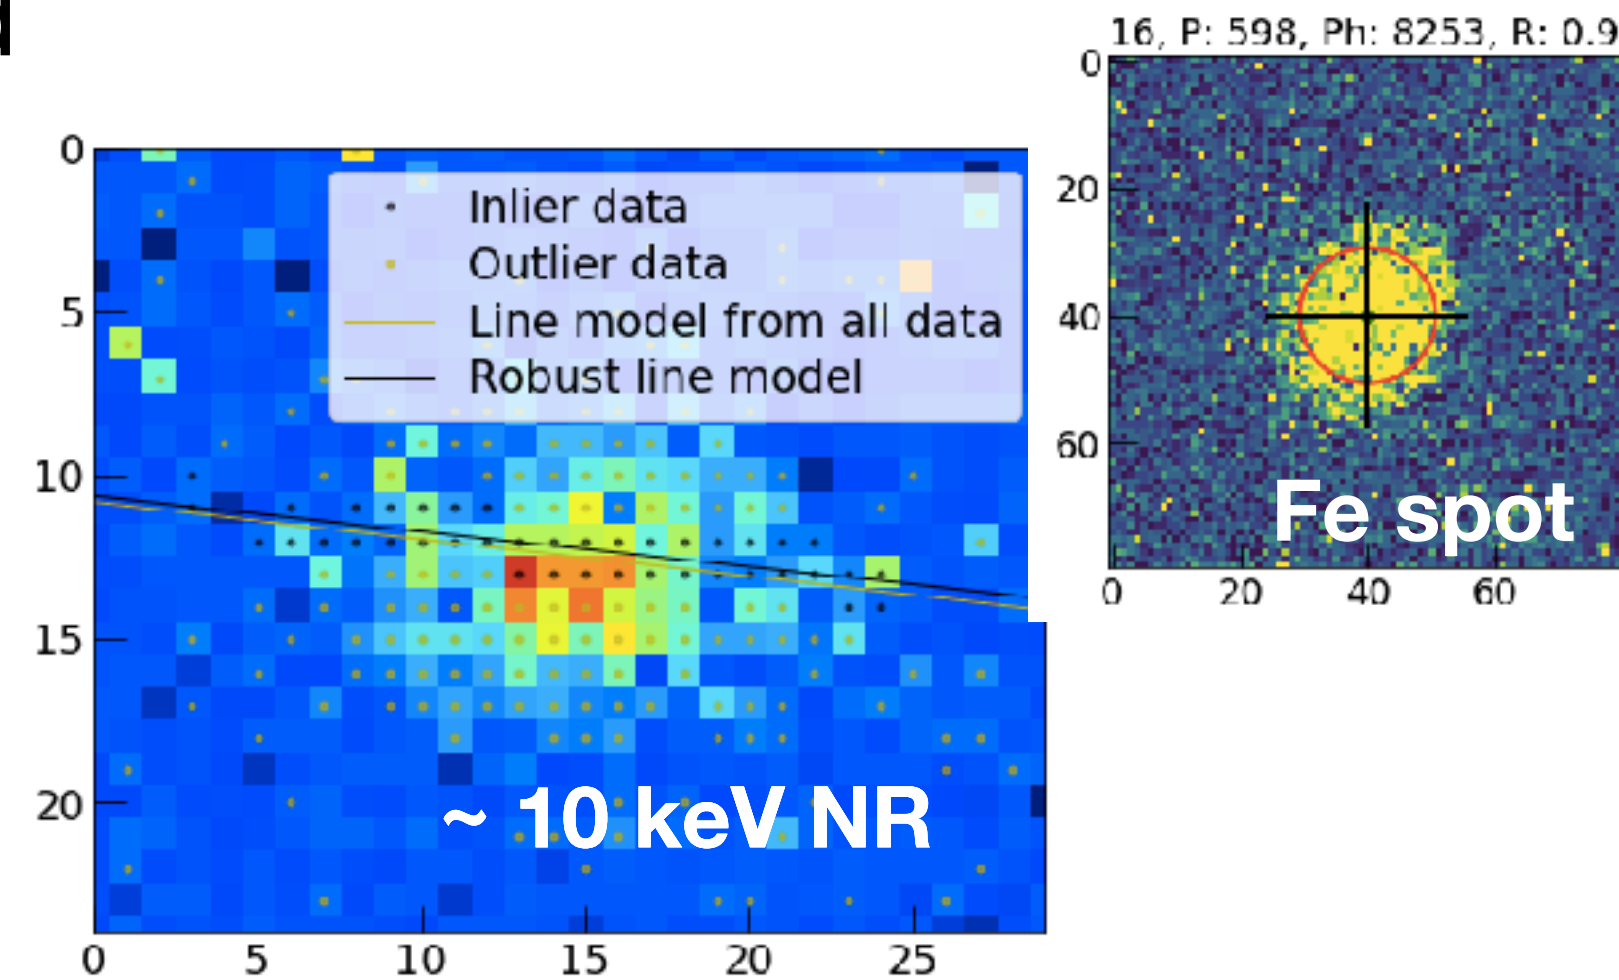 16, P: 598, Ph: 8253, R: 0.9
0
20
40
60
0 20 40 60
Fe spot
0
5
10
15
20
0 5 10 15 20 25
Inlier data
Outlier data
Line model from all data
Robust line model
~ 10 keV NR